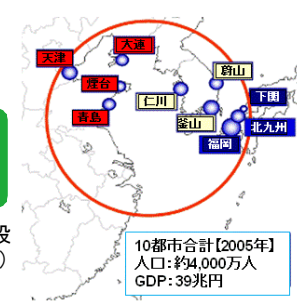 大連
天津
蔚山
煙台
下関
仁川
青島
釜山
北九州
福岡
設
）
10都市合計【2005年】
人口：約4,000万人
GDP：39兆円